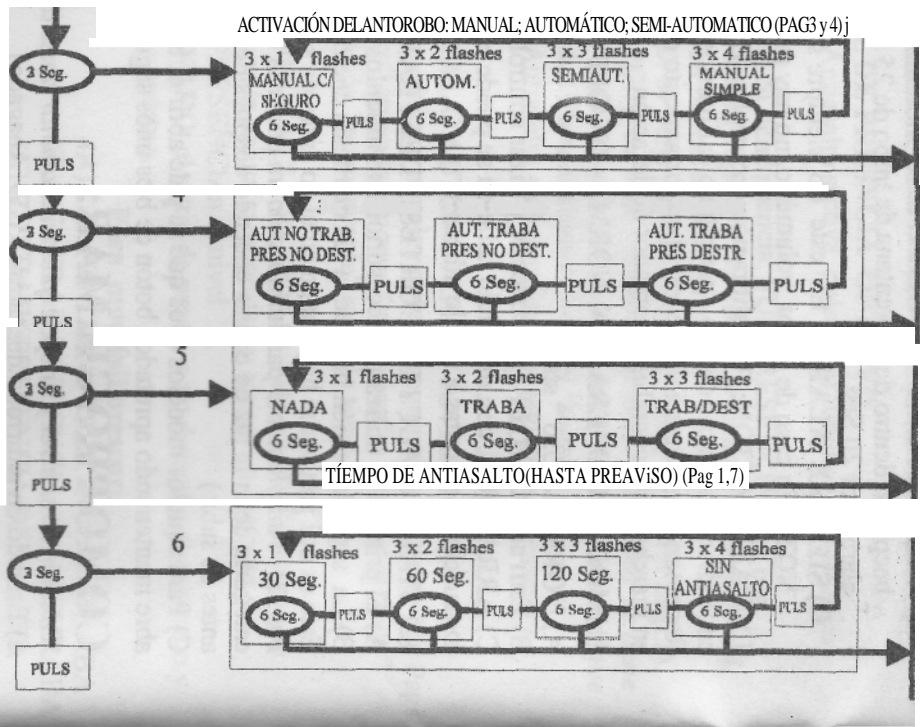 ACTIVACIÓN DELANTOROBO: MANUAL; AUTOMÁTICO; SEMI-AUTOMATICO (PAG3 y 4) j
3 x 1 flashes 3 x 2 flashes 3 x 3 flashes 3 x 4 flashes
3 Seg.
MANUAL C/
SEGURO
AUTOM.
SEMIAUT.
MANUAL
SIMPLE
6 Seg. PULS 6 Seg. PULS 6 Seg. PULS 6 Seg. PULS
PULS
3 Seg.
AUT NO TRAB.
PRES NO DEST.
AUT. TRABA
PRES NO DEST.
AUT. TRABA
PRES DESTR.
6 Seg. PULS 6 Seg. PULS 6 Seg. PULS
PULS
5
3 x 1 flashes 3 x 2 flashes 3 x 3 flashes
3 Seg.
NADA TRABA TRAB/DEST
6 Seg. PULS 6 Seg. PULS 6 Seg. PULS
PULS
TÍEMPO DE ANTIASALTO(HASTA PREAViSO) (Pag 1,7)
6
3 x 1 flashes 3 x 2 flashes 3 x 3 flashes 3 x 4 flashes
3 Seg.
30 Seg. 60 Seg. 120 Seg. SIN
ANTIASALTO
6 Seg. PULS 6 Seg. PULS 6 Seg. PULS 6 Seg. PULS
PULS